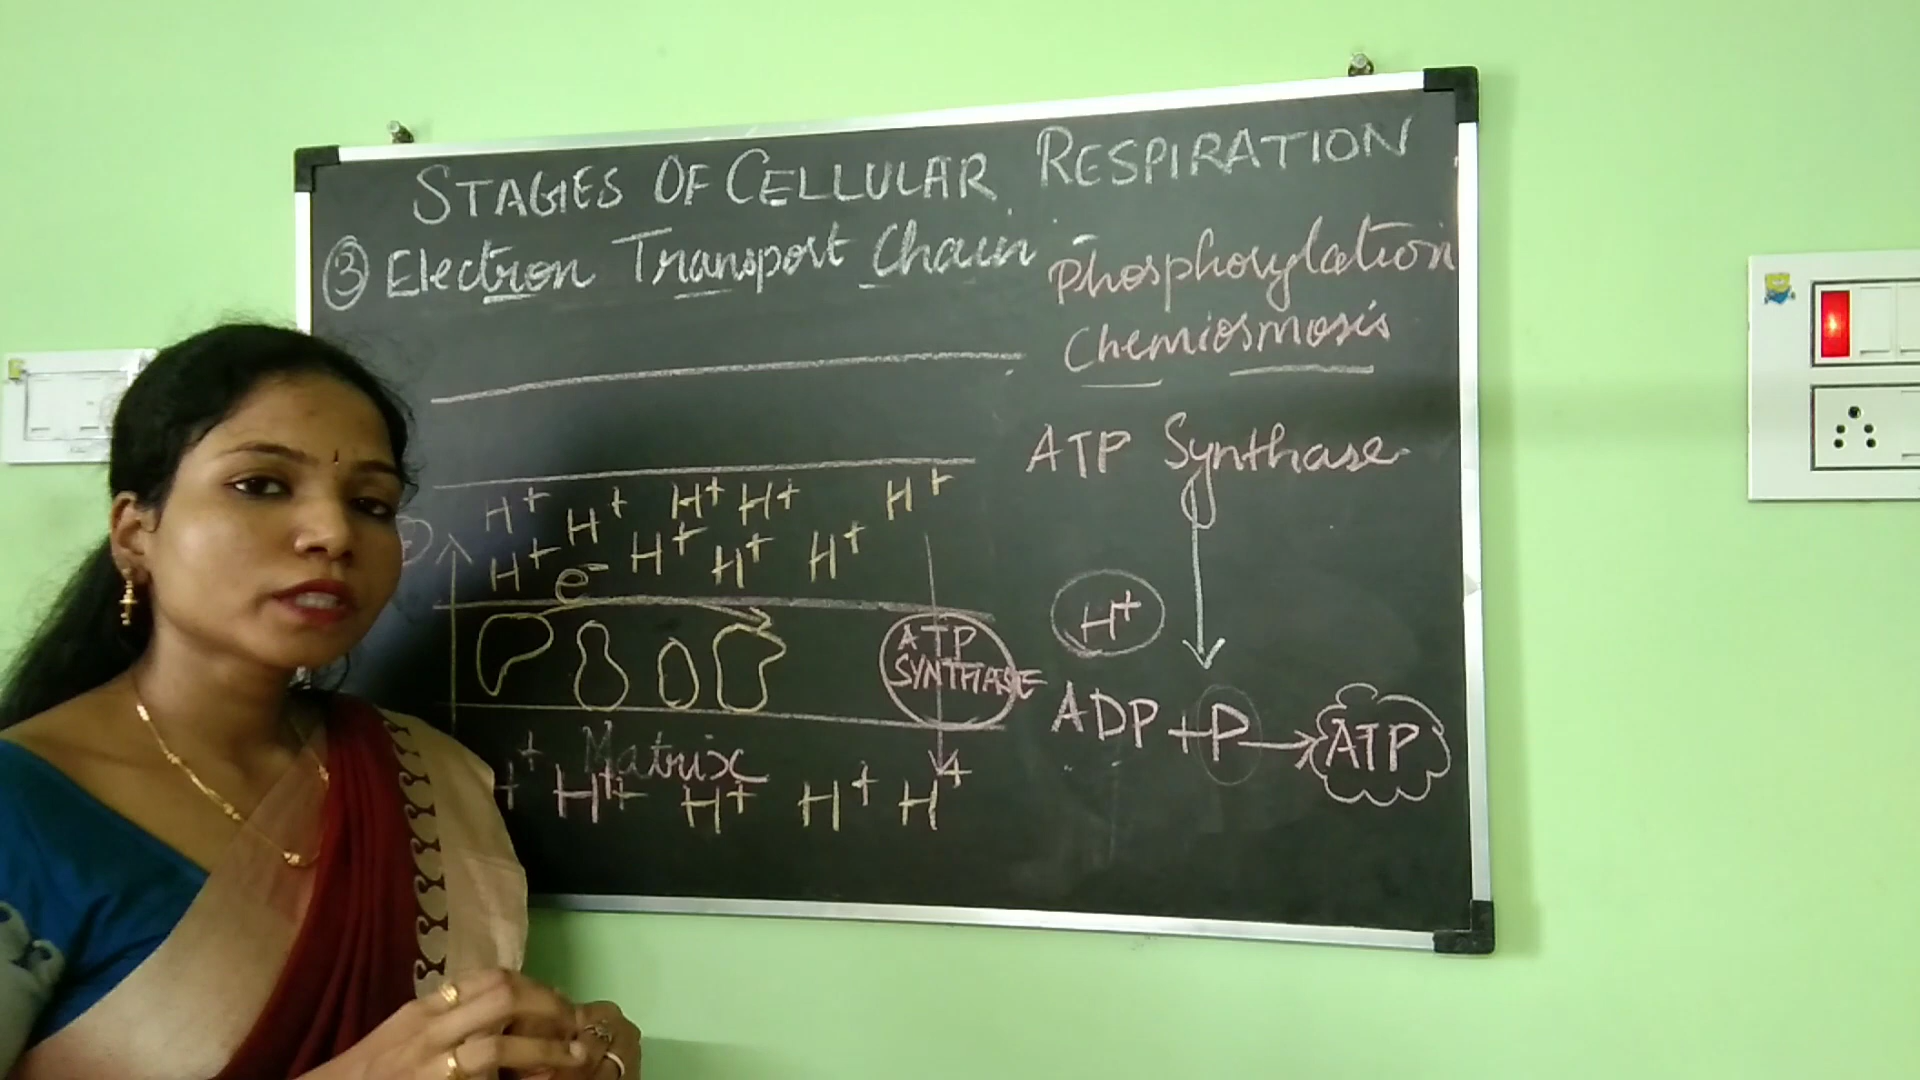 STAGES OF CELLULAR RESPIRATION
③ Electron Transport Chain -
Phosphorylation
Chemiosmosis
ATP Synthase
H⁺ H⁺ H⁺ H⁺ H⁺
H⁺ e⁻ H⁺ H⁺ H⁺
H⁺
ATP
SYNTHASE
ADP + P → ATP
Matrix
H⁺ H⁺ H⁺ H⁺